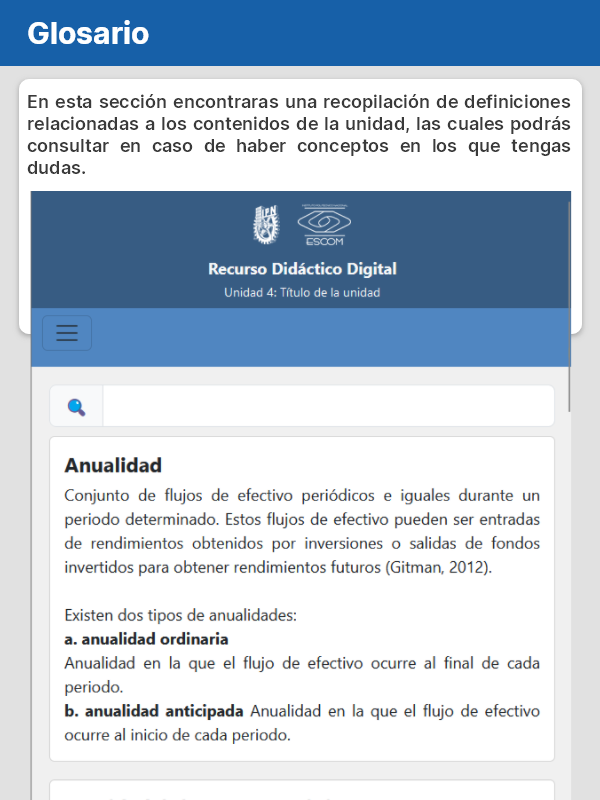 Glosario
En esta sección encontraras una recopilación de definiciones
relacionadas a los contenidos de la unidad, las cuales podrás
consultar en caso de haber conceptos en los que tengas
dudas.
IPN
ESCOM
Recurso Didáctico Digital
Unidad 4: Título de la unidad
Anualidad
Conjunto de flujos de efectivo periódicos e iguales durante un
periodo determinado. Estos flujos de efectivo pueden ser entradas
de rendimientos obtenidos por inversiones o salidas de fondos
invertidos para obtener rendimientos futuros (Gitman, 2012).
Existen dos tipos de anualidades:
a. anualidad ordinaria
Anualidad en la que el flujo de efectivo ocurre al final de cada
periodo.
b. anualidad anticipada Anualidad en la que el flujo de efectivo
ocurre al inicio de cada periodo.